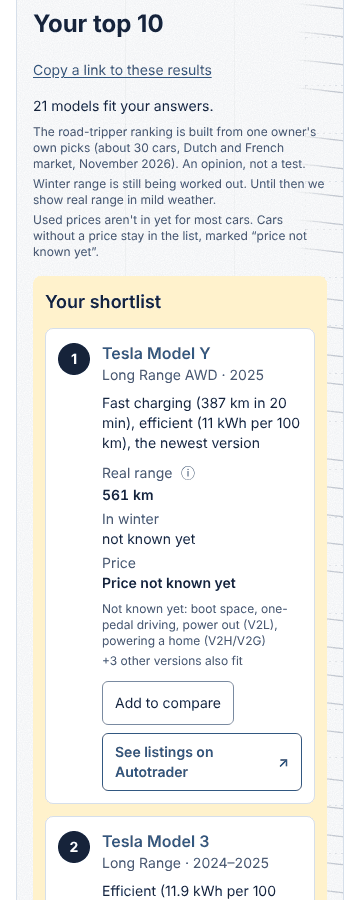 Your top 10
Copy a link to these results
21 models fit your answers.
The road-tripper ranking is built from one owner's
own picks (about 30 cars, Dutch and French
market, November 2026). An opinion, not a test.
Winter range is still being worked out. Until then we
show real range in mild weather.
Used prices aren't in yet for most cars. Cars
without a price stay in the list, marked “price not
known yet”.
Your shortlist
1
Tesla Model Y
Long Range AWD · 2025
Fast charging (387 km in 20
min), efficient (11 kWh per 100
km), the newest version
Real range ⓘ
561 km
In winter
not known yet
Price
Price not known yet
Not known yet: boot space, one-
pedal driving, power out (V2L),
powering a home (V2H/V2G)
+3 other versions also fit
Add to compare
See listings on
Autotrader ↗
2
Tesla Model 3
Long Range · 2024–2025
Efficient (11.9 kWh per 100